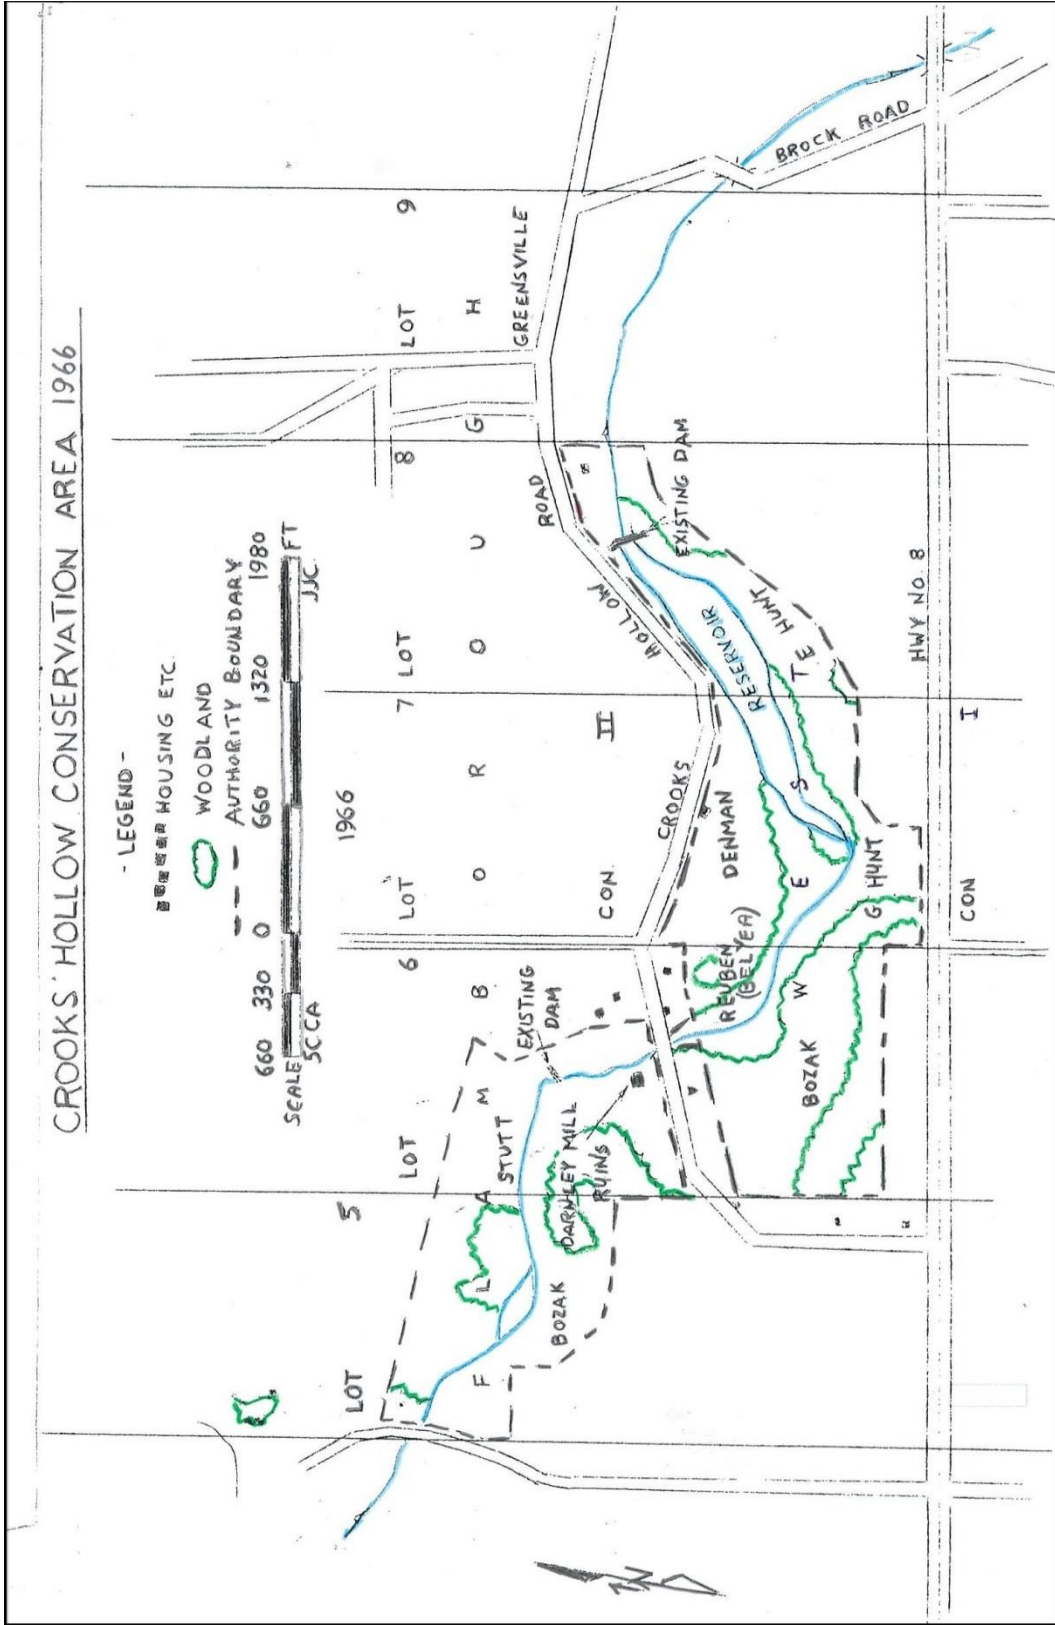 CROOKS' HOLLOW CONSERVATION AREA 1966
- LEGEND -
HOUSING ETC.
WOODLAND
AUTHORITY BOUNDARY
660 330 0 660 1320 1980
SCALE FT
SCCA JJC.
1966
LOT 5 LOT 6 LOT 7 LOT 8 LOT 9
F L A M B O R O U G H
W E S T
GREENSVILLE
STUTT
EXISTING
DAM
CON II
CROOKS HOLLOW ROAD
BOZAK
DARNLEY MILL
RUINS
REUBEN
(BELYEA)
DENMAN
RESERVOIR
EXISTING DAM
BROCK ROAD
BOZAK
G HUNT
E HUNT
HWY NO. 8
CON I
N